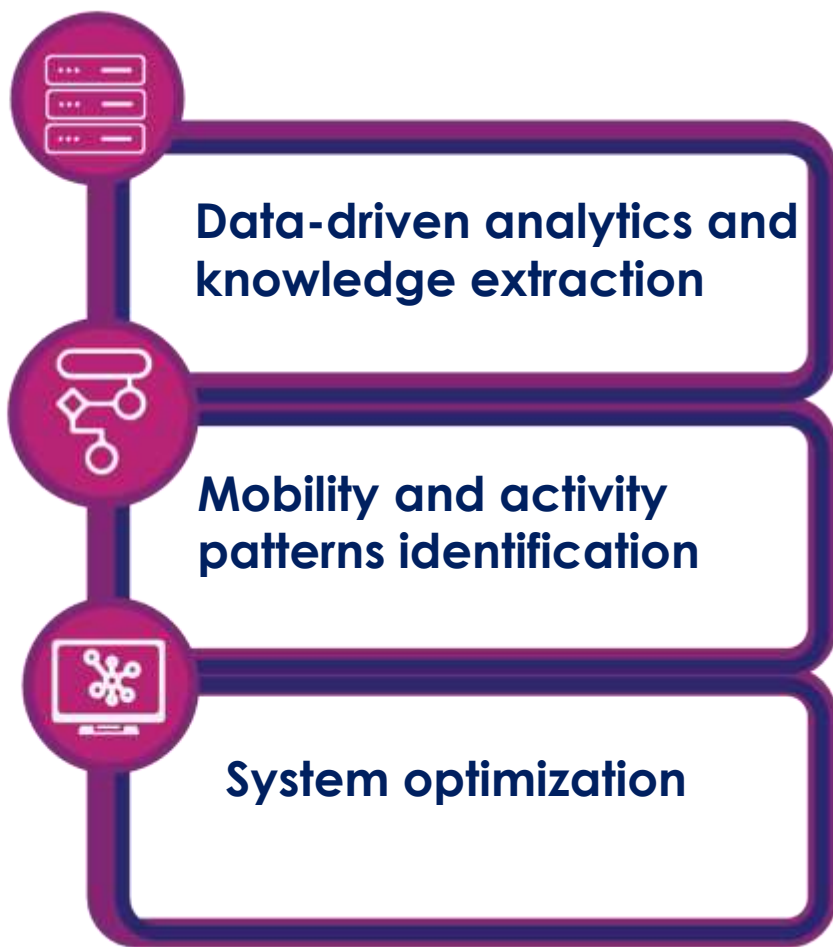 Data-driven analytics and
knowledge extraction
Mobility and activity
patterns identification
System optimization